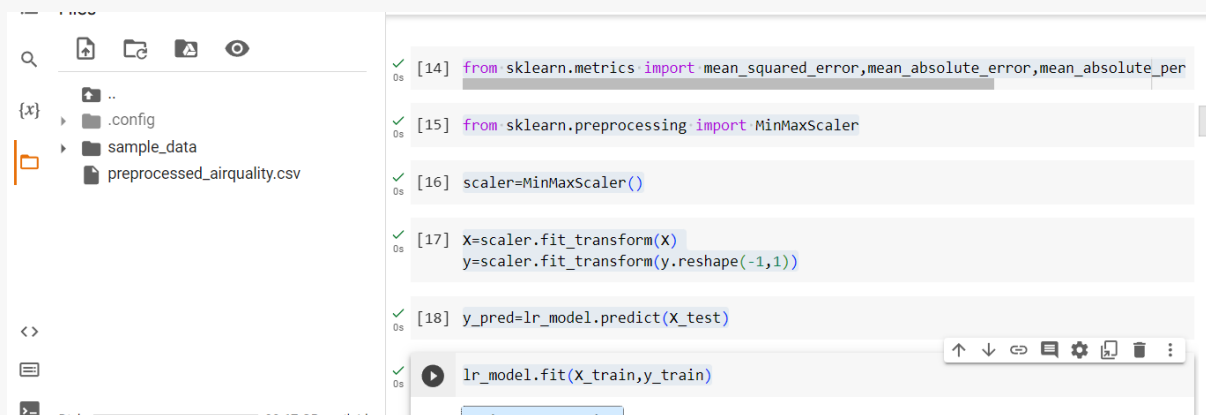 ..
.config
sample_data
preprocessed_airquality.csv
{x}
<>
0s
[14] from sklearn.metrics import mean_squared_error,mean_absolute_error,mean_absolute_per
0s
[15] from sklearn.preprocessing import MinMaxScaler
0s
[16] scaler=MinMaxScaler()
0s
[17] X=scaler.fit_transform(X)
y=scaler.fit_transform(y.reshape(-1,1))
0s
[18] y_pred=lr_model.predict(X_test)
0s
lr_model.fit(X_train,y_train)